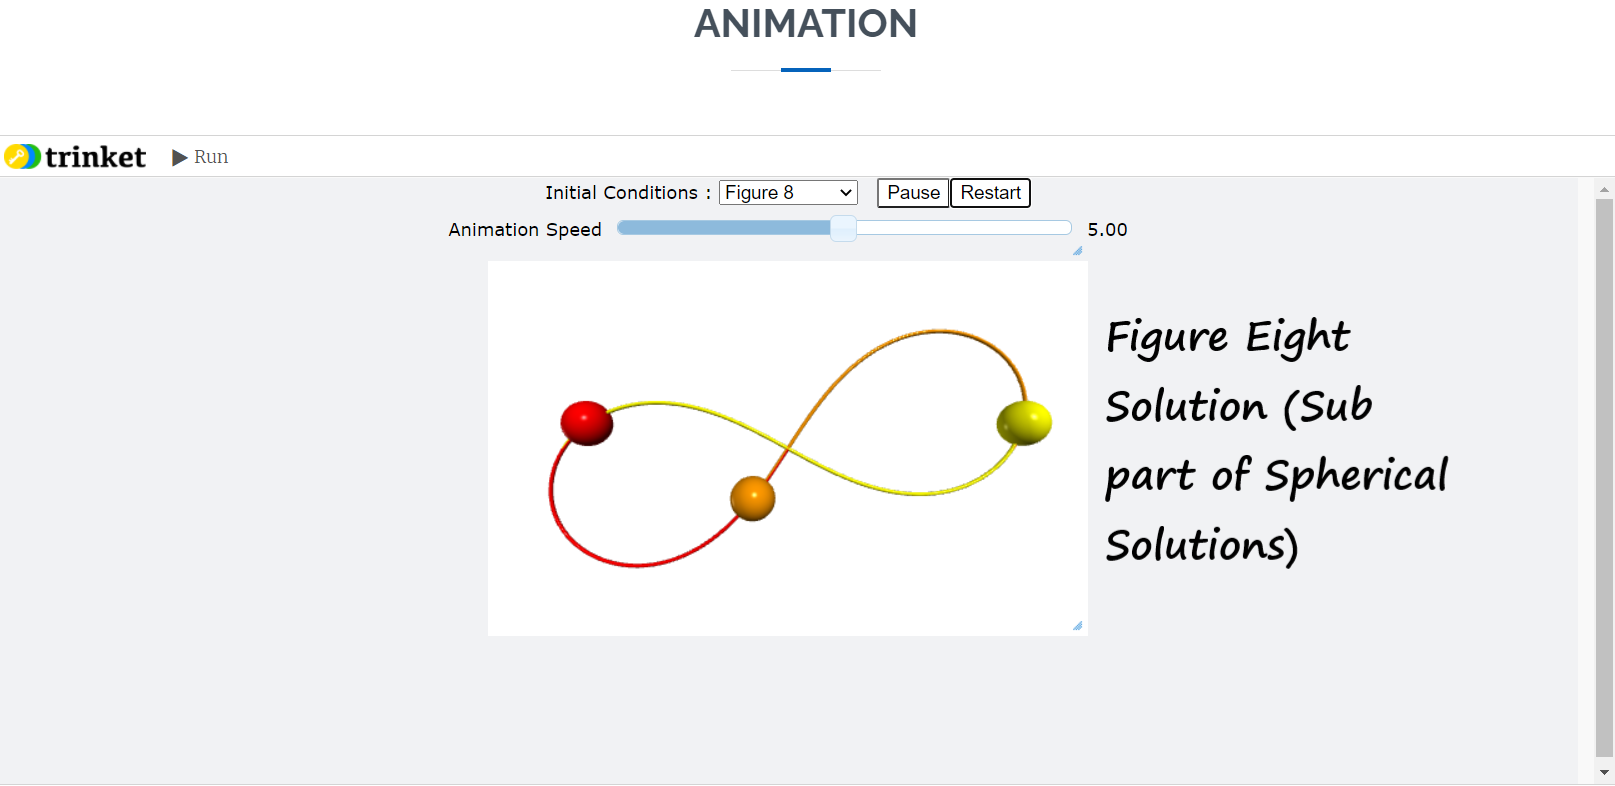 ANIMATION
trinket Run
Initial Conditions : Figure 8 Pause Restart
Animation Speed 5.00
Figure Eight
Solution (Sub
part of Spherical
Solutions)